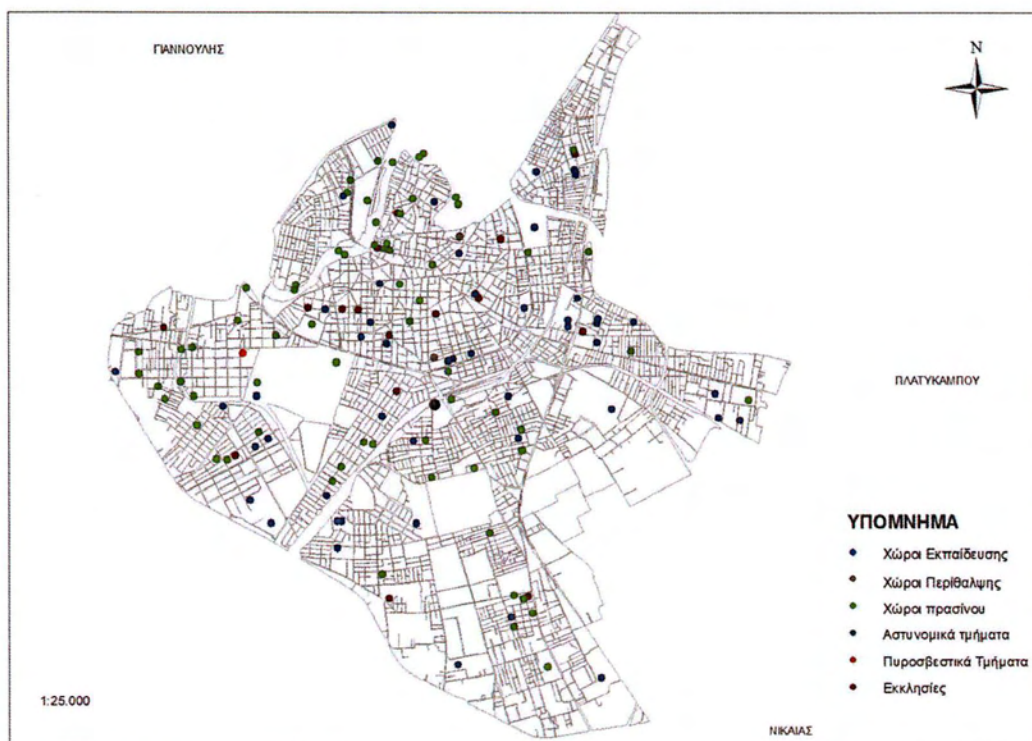 ΓΙΑΝΝΟΥΛΗΣ
N
ΠΛΑΤΥΚΑΜΠΟΥ
ΥΠΟΜΝΗΜΑ
Χώροι Εκπαίδευσης
Χώροι Περίθαλψης
Χώροι πρασίνου
Αστυνομικά τμήματα
Πυροσβεστικά Τμήματα
Εκκλησίες
1:25.000
ΝΙΚΑΙΑΣ